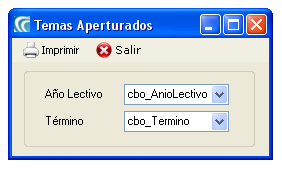 Temas Aperturados
Imprimir Salir
Año Lectivo cbo_AnioLectivo
Término cbo_Termino